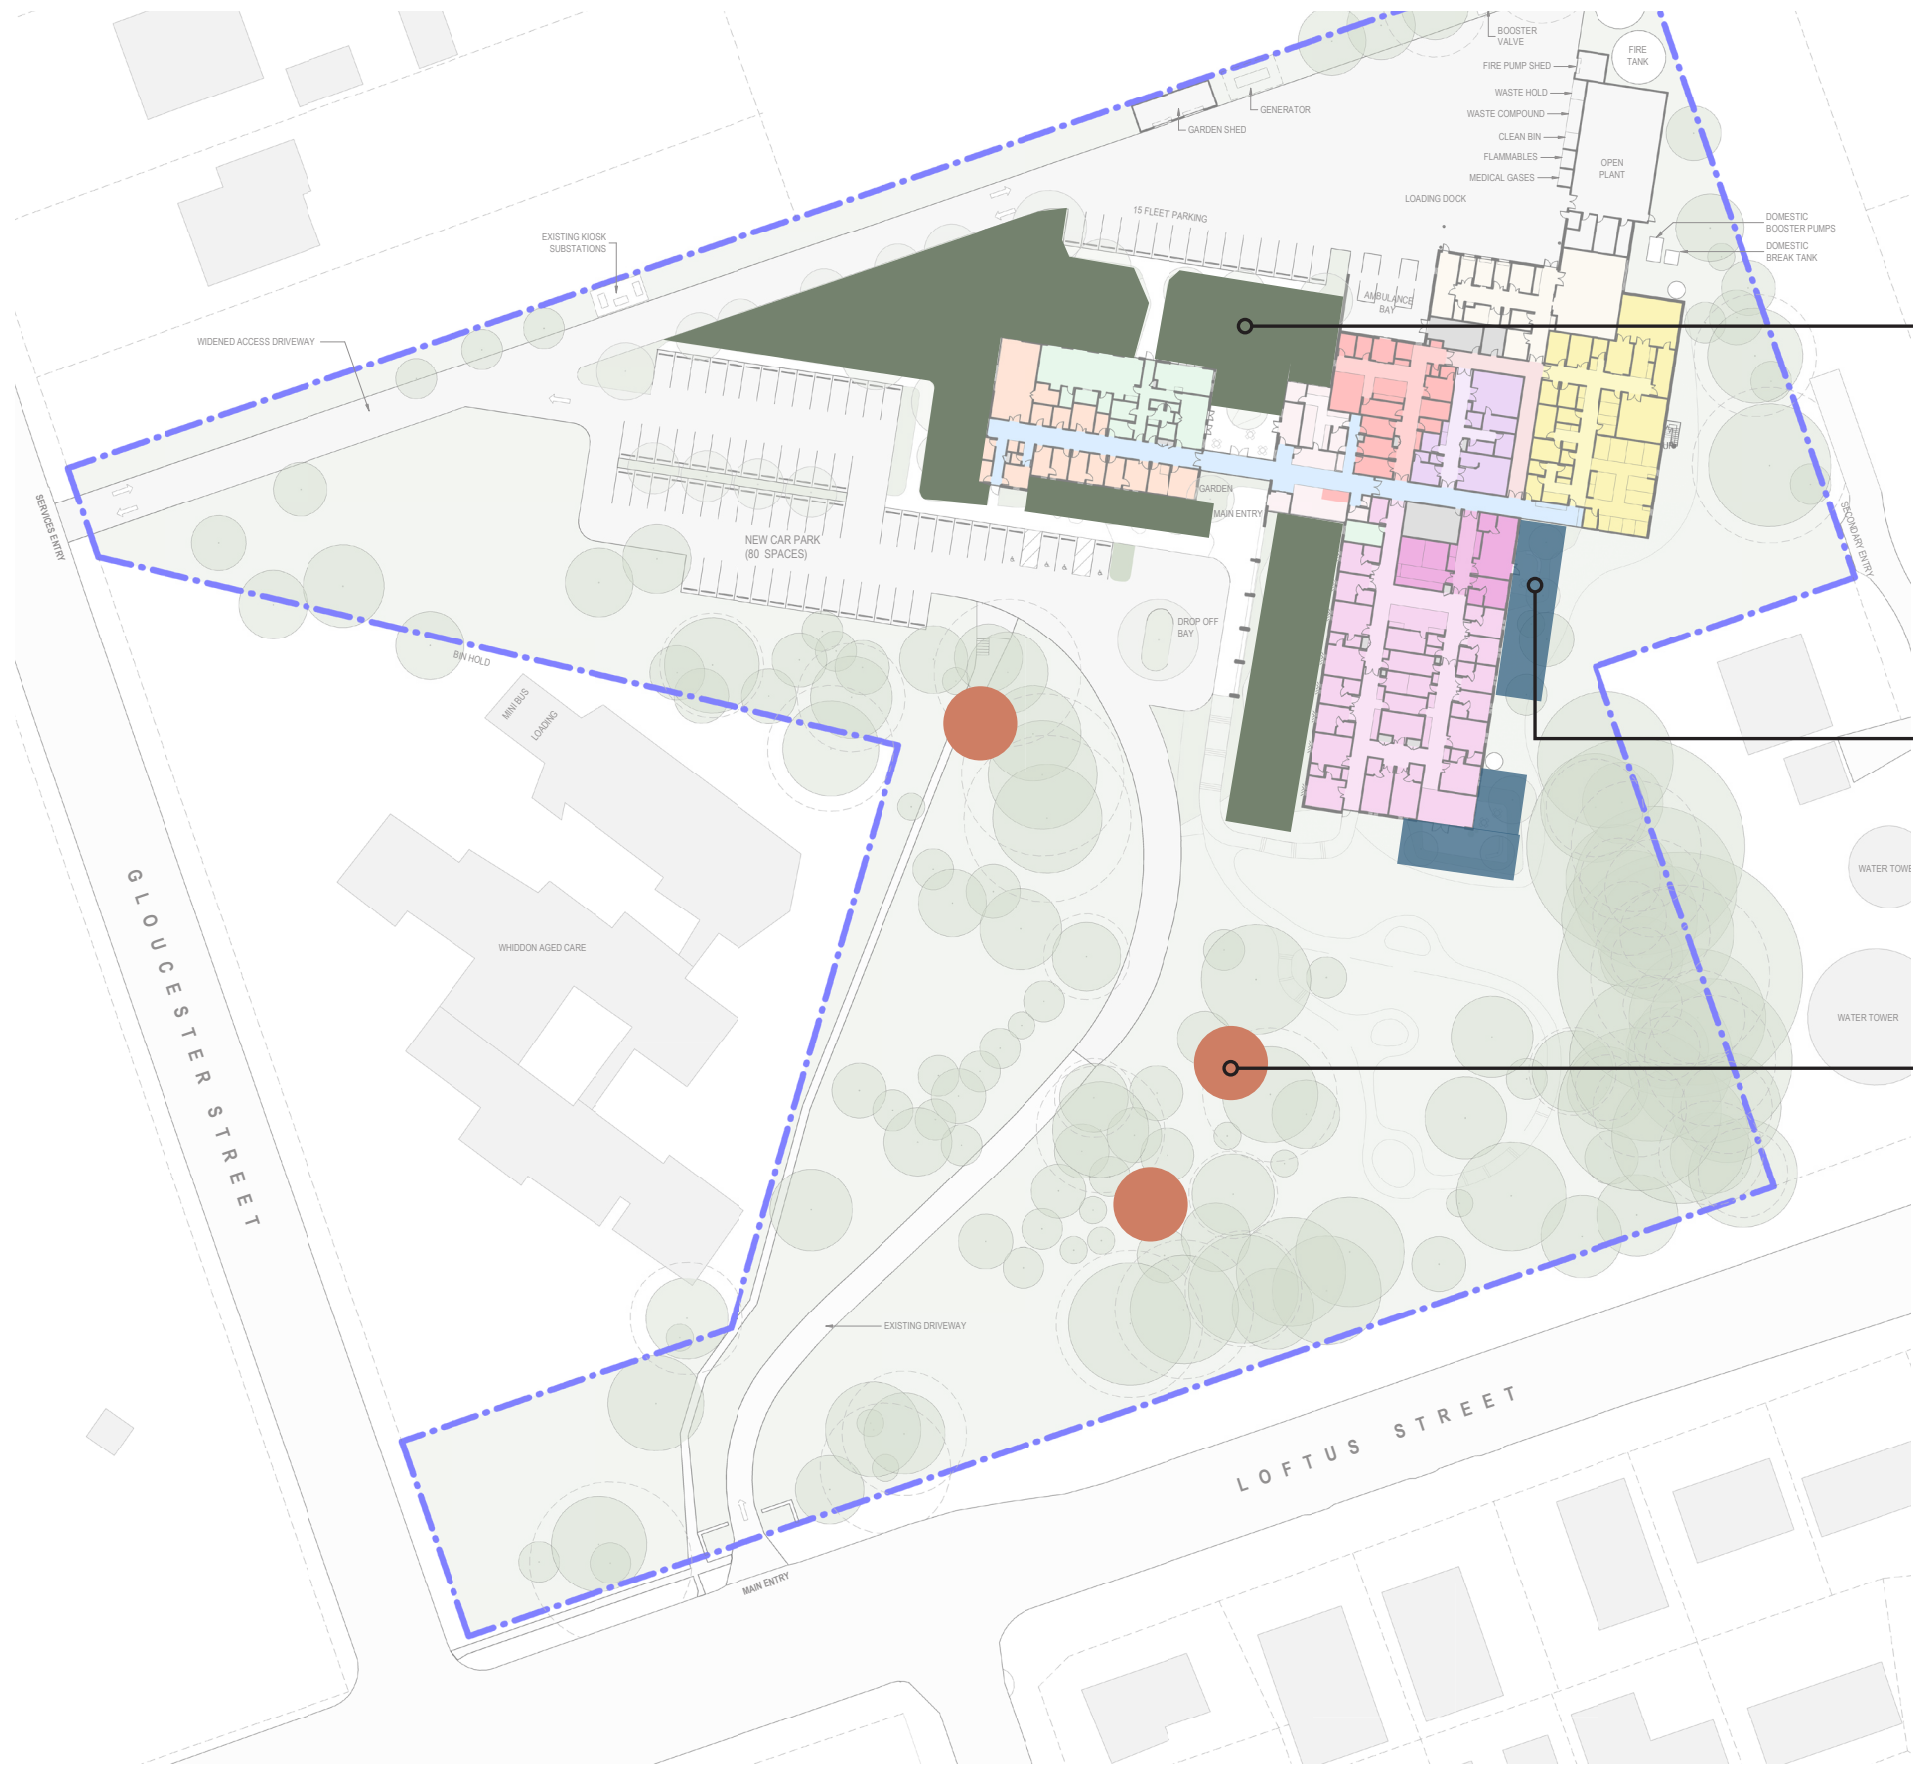 BOOSTER
VALVE
FIRE
TANK
FIRE PUMP SHED
WASTE HOLD
GENERATOR
WASTE COMPOUND
GARDEN SHED
CLEAN BIN
FLAMMABLES
OPEN
PLANT
MEDICAL GASES
LOADING DOCK
15 FLEET PARKING
DOMESTIC
BOOSTER PUMPS
DOMESTIC
BREAK TANK
EXISTING KIOSK
SUBSTATIONS
AMBULANCE
BAY
WIDENED ACCESS DRIVEWAY
SERVICES ENTRY
GARDEN
MAIN ENTRY
SECONDARY ENTRY
NEW CAR PARK
(80 SPACES)
DROP OFF
BAY
BIN HOLD
MINI BUS
LOADING
WATER TOWE
GLOUCESTER STREET
WHIDDON AGED CARE
WATER TOWER
EXISTING DRIVEWAY
LOFTUS STREET
MAIN ENTRY